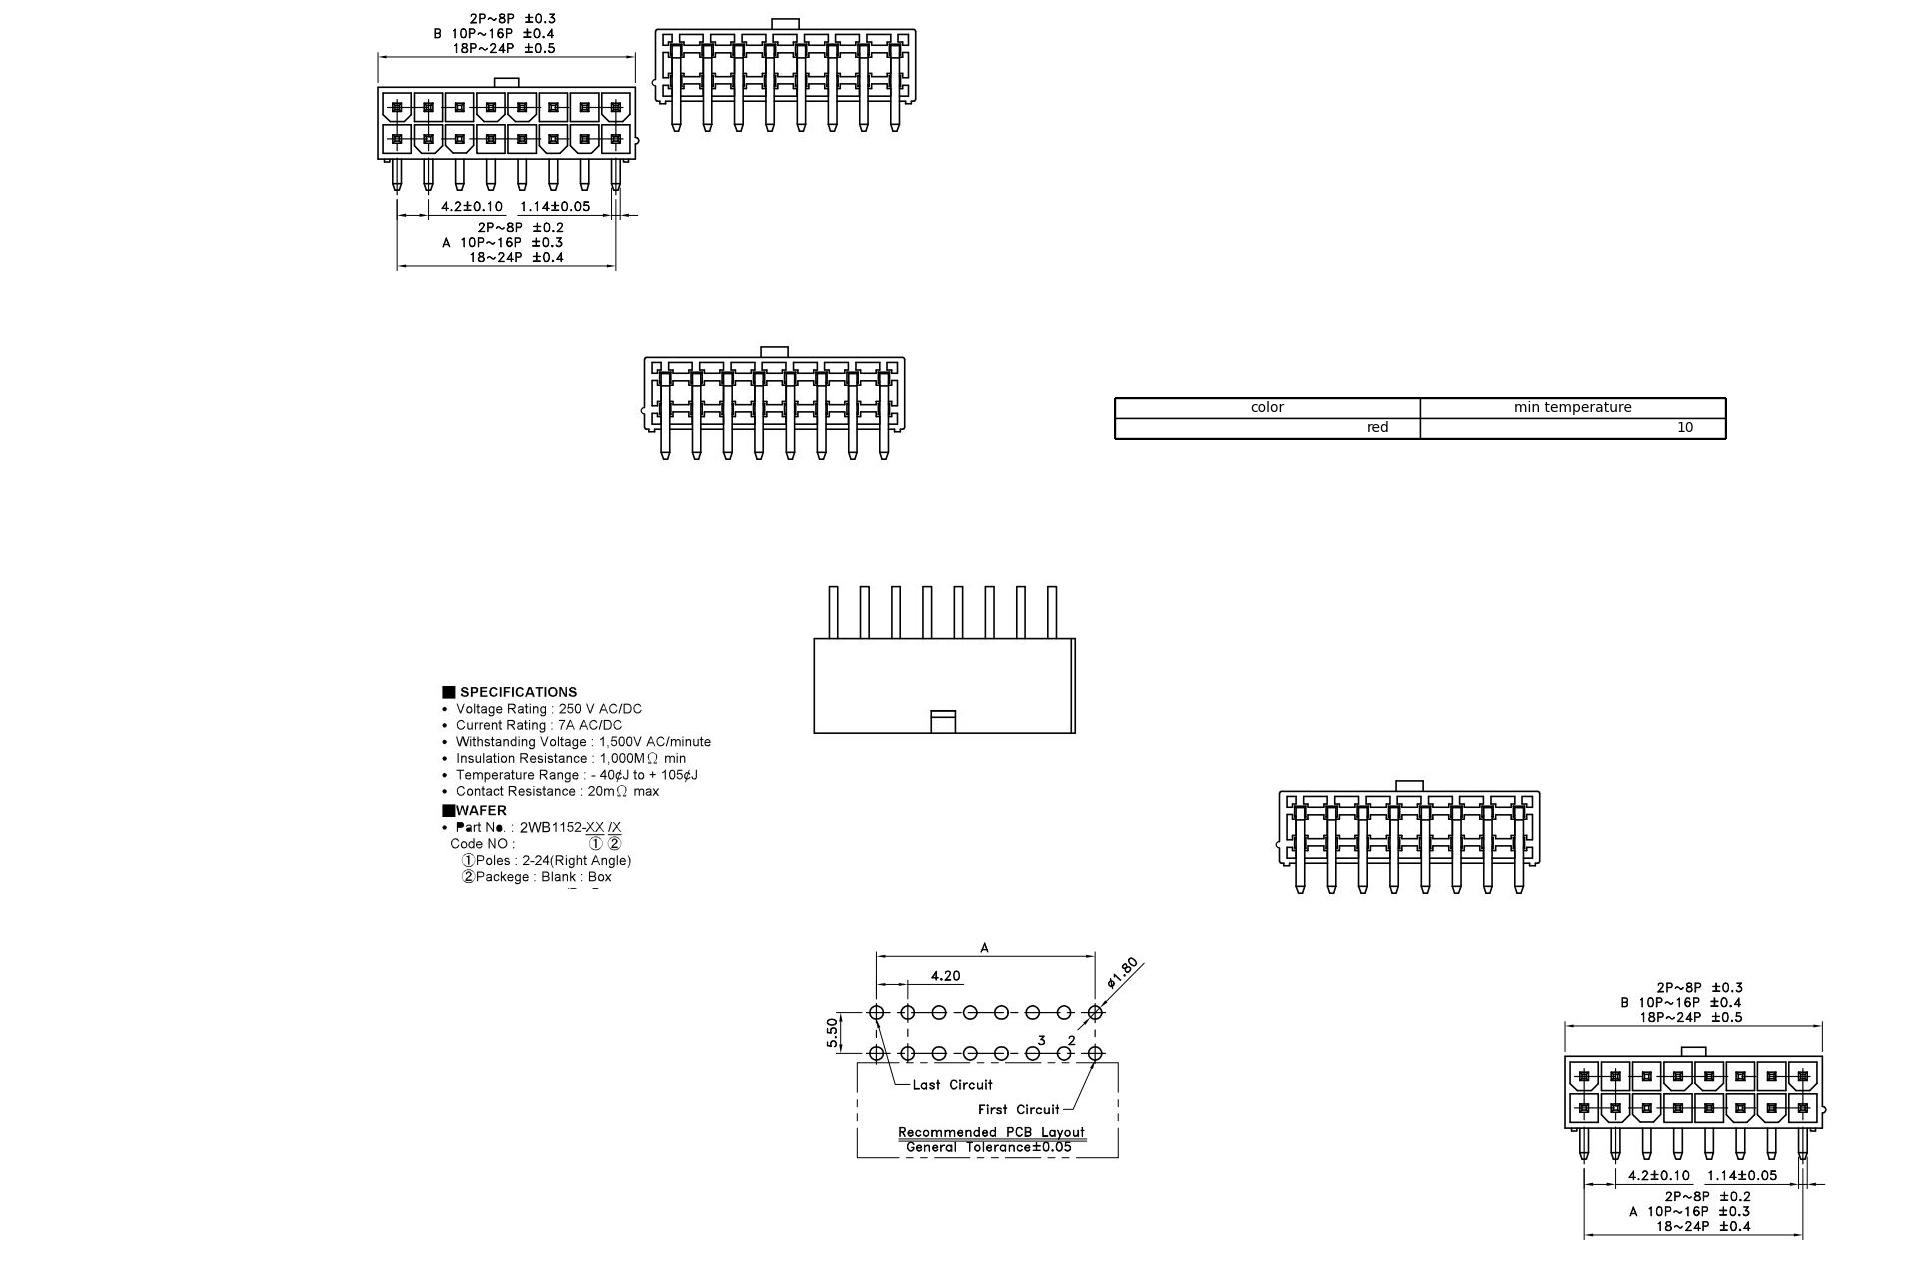 2P~8P ±0.3
B 10P~16P ±0.4
18P~24P ±0.5
4.2±0.10 1.14±0.05
2P~8P ±0.2
A 10P~16P ±0.3
18~24P ±0.4
color min temperature
red 10
■ SPECIFICATIONS
• Voltage Rating : 250 V AC/DC
• Current Rating : 7A AC/DC
• Withstanding Voltage : 1,500V AC/minute
• Insulation Resistance : 1,000MΩ min
• Temperature Range : - 40¢J to + 105¢J
• Contact Resistance : 20mΩ max
■WAFER
• Part No. : 2WB1152-XX /X
Code NO : ① ②
①Poles : 2-24(Right Angle)
②Packege : Blank : Box
A
4.20
ø1.80
5.50
3 2
Last Circuit
First Circuit
Recommended PCB Layout
General Tolerance±0.05
2P~8P ±0.3
B 10P~16P ±0.4
18P~24P ±0.5
4.2±0.10 1.14±0.05
2P~8P ±0.2
A 10P~16P ±0.3
18~24P ±0.4